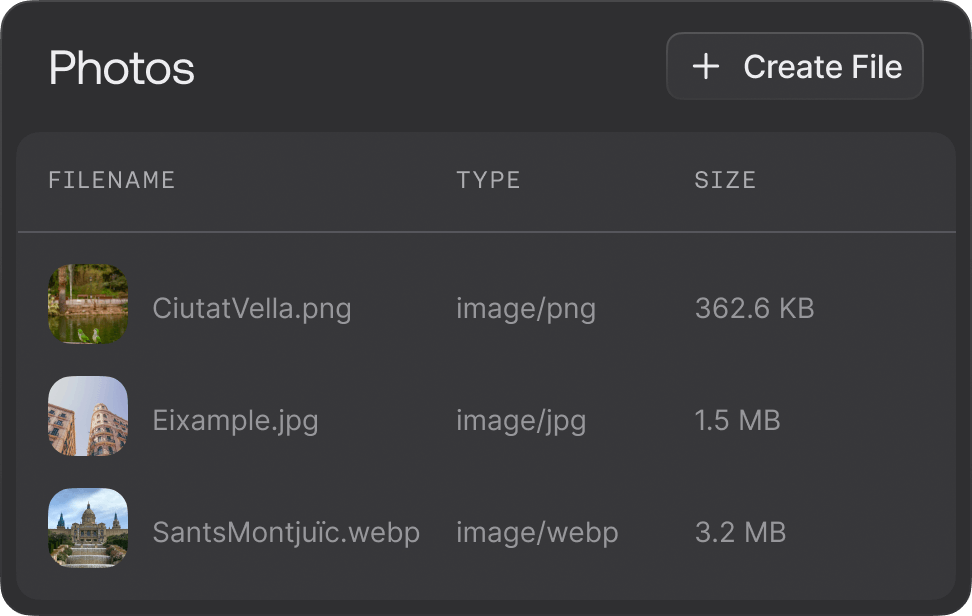 Photos
+ Create File
FILENAME TYPE SIZE
CiutatVella.png image/png 362.6 KB
Eixample.jpg image/jpg 1.5 MB
SantsMontjuïc.webp image/webp 3.2 MB